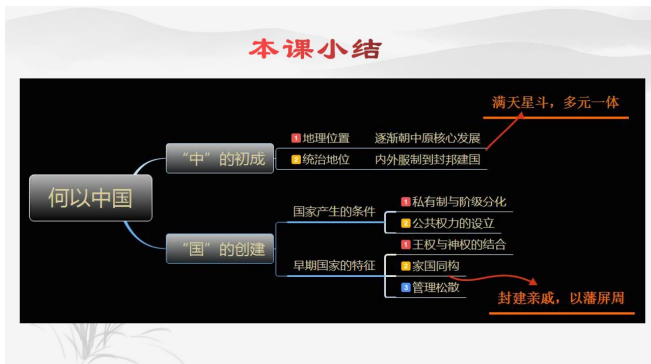 本课小结
满天星斗，多元一体
1 地理位置 逐渐朝中原核心发展
“中”的初成
2 统治地位 内外服制到封邦建国
何以中国
国家产生的条件
1 私有制与阶级分化
2 公共权力的设立
“国”的创建
早期国家的特征
1 王权与神权的结合
2 家国同构
3 管理松散
封建亲戚，以藩屏周